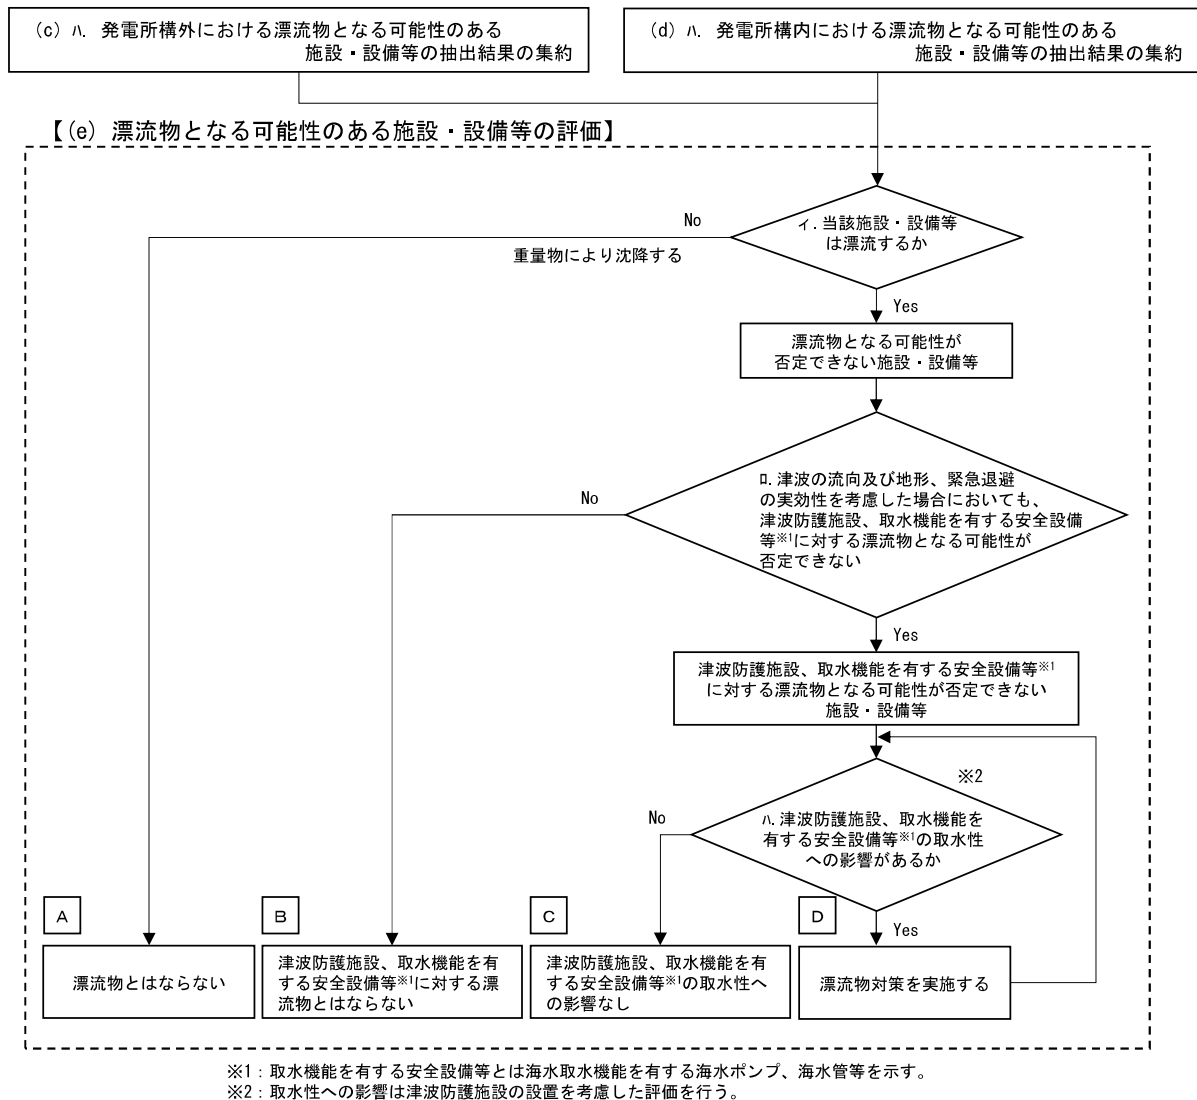 (c) ハ. 発電所構外における漂流物となる可能性のある
施設・設備等の抽出結果の集約
(d) ハ. 発電所構内における漂流物となる可能性のある
施設・設備等の抽出結果の集約
【(e) 漂流物となる可能性のある施設・設備等の評価】
イ.当該施設・設備等
は漂流するか
No
重量物により沈降する
Yes
漂流物となる可能性が
否定できない施設・設備等
ロ.津波の流向及び地形、緊急退避
の実効性を考慮した場合においても、
津波防護施設、取水機能を有する安全設備
等※1に対する漂流物となる可能性が
否定できない
No
Yes
津波防護施設、取水機能を有する安全設備等※1
に対する漂流物となる可能性が否定できない
施設・設備等
※2
ハ.津波防護施設、取水機能を
有する安全設備等※1の取水性
への影響があるか
No
Yes
A
漂流物とはならない
B
津波防護施設、取水機能を有
する安全設備等※1に対する漂
流物とはならない
C
津波防護施設、取水機能を有
する安全設備等※1の取水性へ
の影響なし
D
漂流物対策を実施する
※1：取水機能を有する安全設備等とは海水取水機能を有する海水ポンプ、海水管等を示す。
※2：取水性への影響は津波防護施設の設置を考慮した評価を行う。